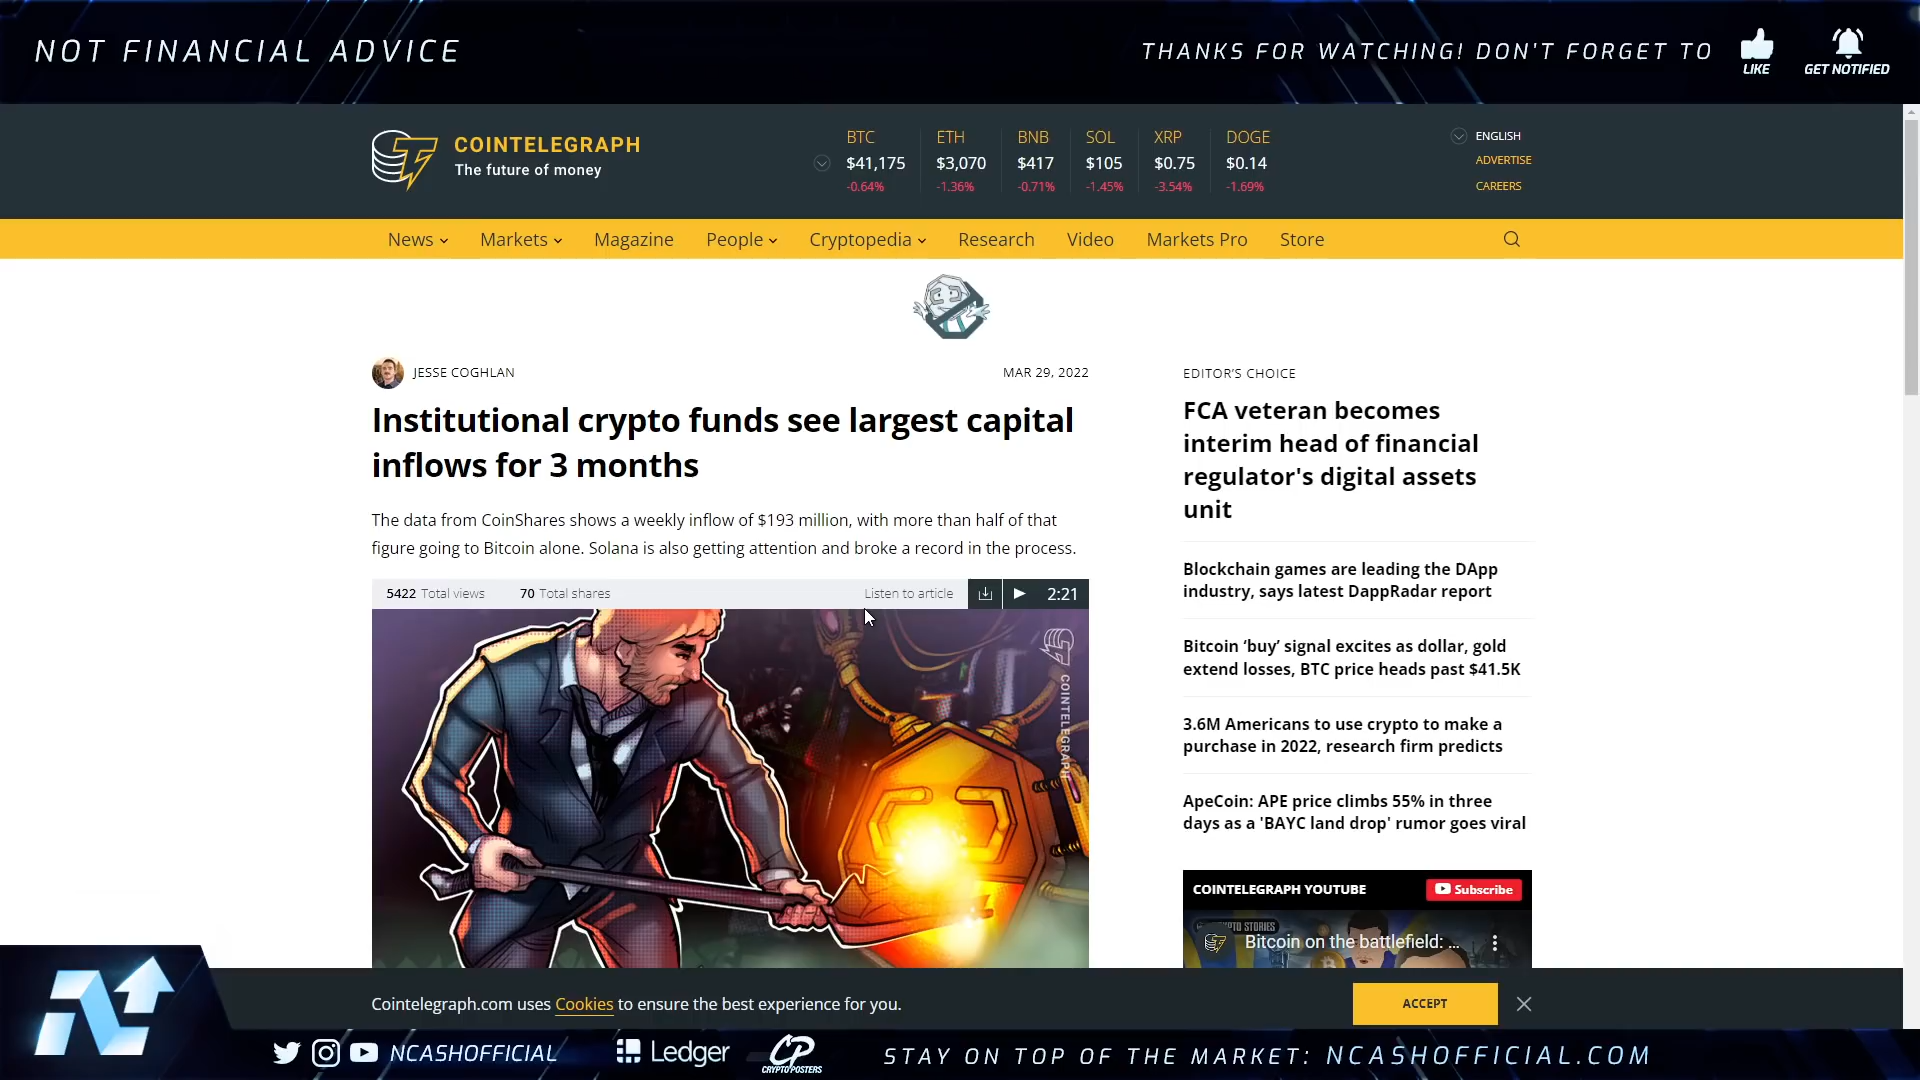 NOT FINANCIAL ADVICE
THANKS FOR WATCHING! DON'T FORGET TO
LIKE
GET NOTIFIED
COINTELEGRAPH
The future of money
BTC ETH BNB SOL XRP DOGE
$41,175 $3,070 $417 $105 $0.75 $0.14
-0.64% -1.36% -0.71% -1.45% -3.54% -1.69%
ENGLISH
ADVERTISE
CAREERS
News Markets Magazine People Cryptopedia Research Video Markets Pro Store
JESSE COGHLAN
MAR 29, 2022
Institutional crypto funds see largest capital
inflows for 3 months
The data from CoinShares shows a weekly inflow of $193 million, with more than half of that
figure going to Bitcoin alone. Solana is also getting attention and broke a record in the process.
5422 Total views 70 Total shares Listen to article 2:21
COINTELEGRAPH
EDITOR'S CHOICE
FCA veteran becomes
interim head of financial
regulator's digital assets
unit
Blockchain games are leading the DApp
industry, says latest DappRadar report
Bitcoin ‘buy’ signal excites as dollar, gold
extend losses, BTC price heads past $41.5K
3.6M Americans to use crypto to make a
purchase in 2022, research firm predicts
ApeCoin: APE price climbs 55% in three
days as a 'BAYC land drop' rumor goes viral
COINTELEGRAPH YOUTUBE
Subscribe
STORIES
Bitcoin on the battlefield: ...
Cointelegraph.com uses Cookies to ensure the best experience for you.
ACCEPT
NCASHOFFICIAL
Ledger
CP
CRYPTOPOSTERS
STAY ON TOP OF THE MARKET: NCASHOFFICIAL.COM